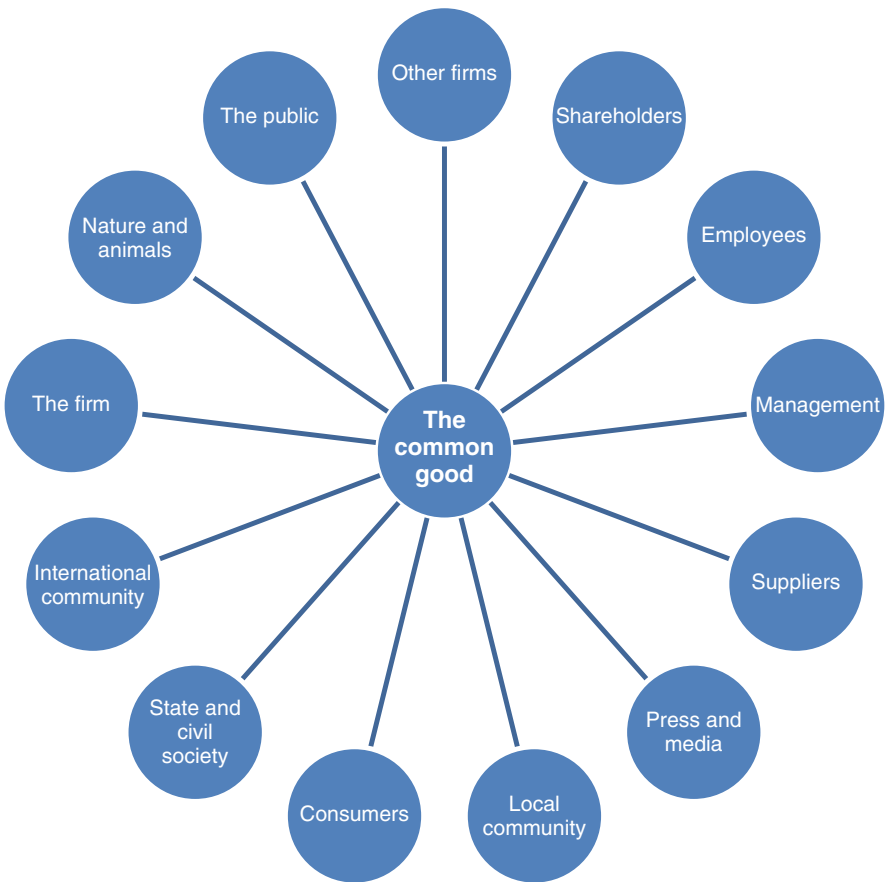 Other firms
Shareholders
Employees
Management
Suppliers
Press and
media
Local
community
Consumers
State and
civil
society
International
community
The firm
Nature and
animals
The public
The
common
good